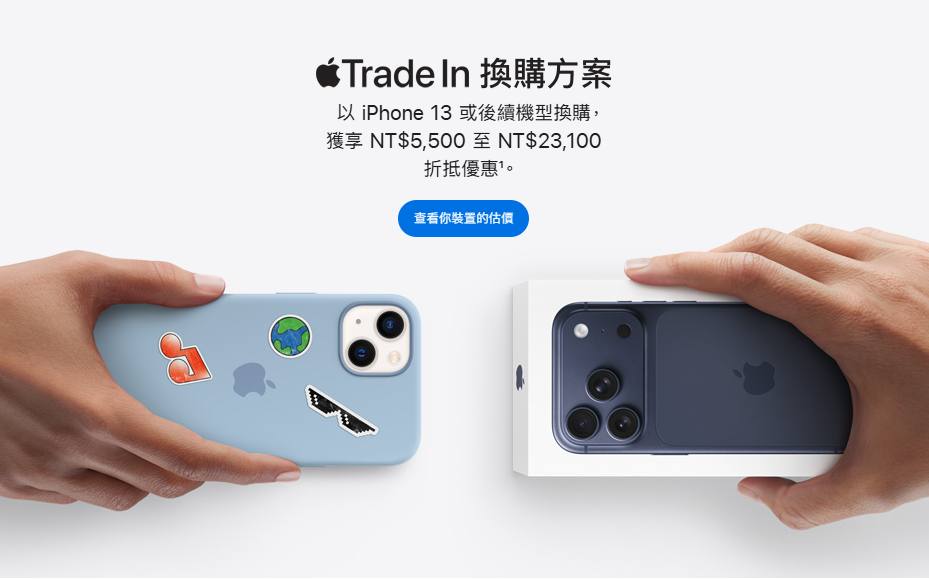 Trade In 換購方案
以 iPhone 13 或後續機型換購，
獲享 NT$5,500 至 NT$23,100
折抵優惠¹。
查看你裝置的估價